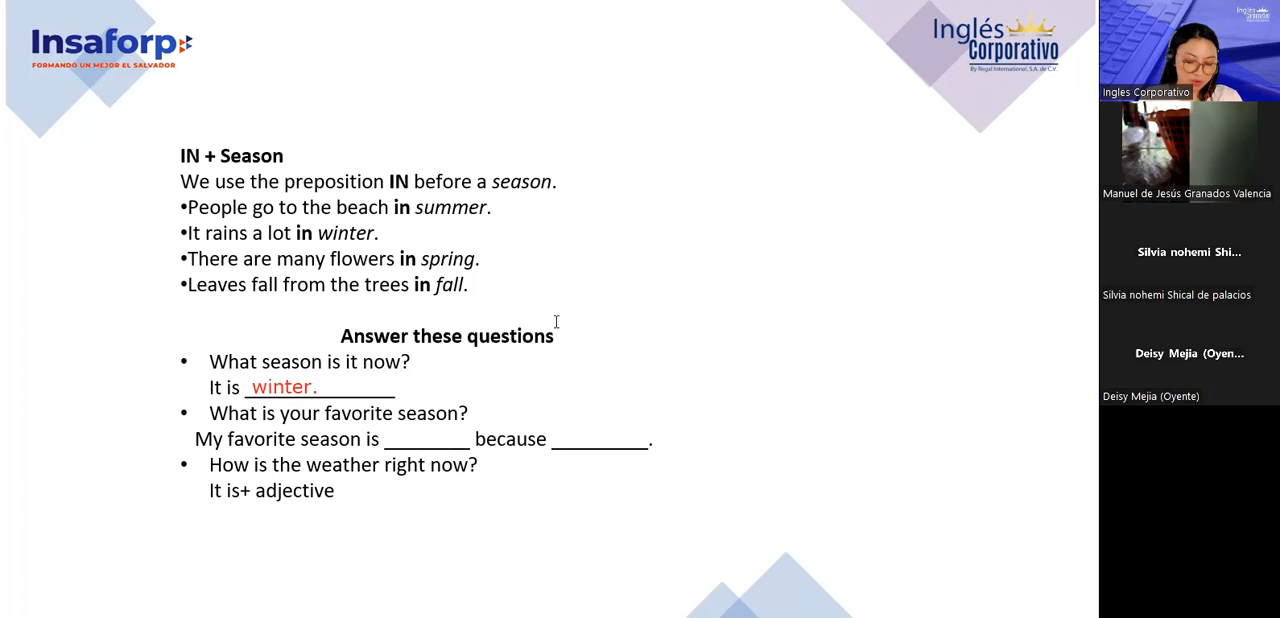 Insaforp
FORMANDO UN MEJOR EL SALVADOR
Inglés
Corporativo
By Regal International, S.A. de C.V.
IN + Season
We use the preposition IN before a season.
•People go to the beach in summer.
•It rains a lot in winter.
•There are many flowers in spring.
•Leaves fall from the trees in fall.
Answer these questions
• What season is it now?
It is winter.
• What is your favorite season?
My favorite season is ________ because _________.
• How is the weather right now?
It is+ adjective
Inglés
Corporativo
Ingles Corporativo
Manuel de Jesús Granados Valencia
Silvia nohemi Shi...
Silvia nohemi Shical de palacios
Deisy Mejia (Oyen...
Deisy Mejia (Oyente)